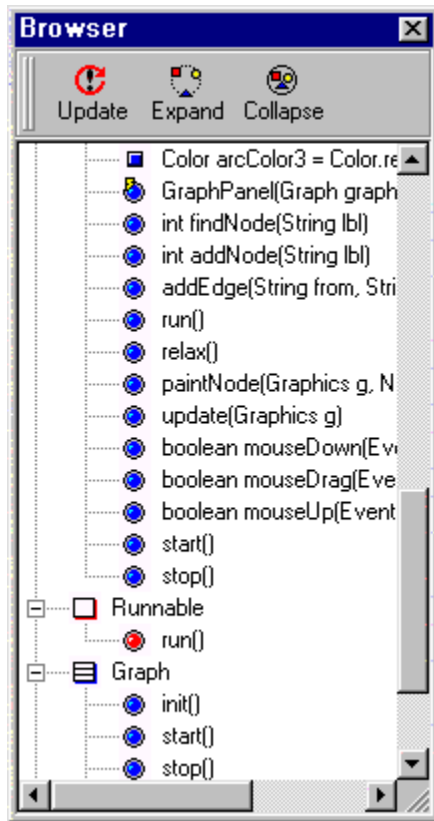 Browser
Update Expand Collapse
Color arcColor3 = Color.re
GraphPanel(Graph graph
int findNode(String lbl)
int addNode(String lbl)
addEdge(String from, Stri
run()
relax()
paintNode(Graphics g, N
update(Graphics g)
boolean mouseDown(Ev
boolean mouseDrag(Eve
boolean mouseUp(Event
start()
stop()
Runnable
run()
Graph
init()
start()
stop()